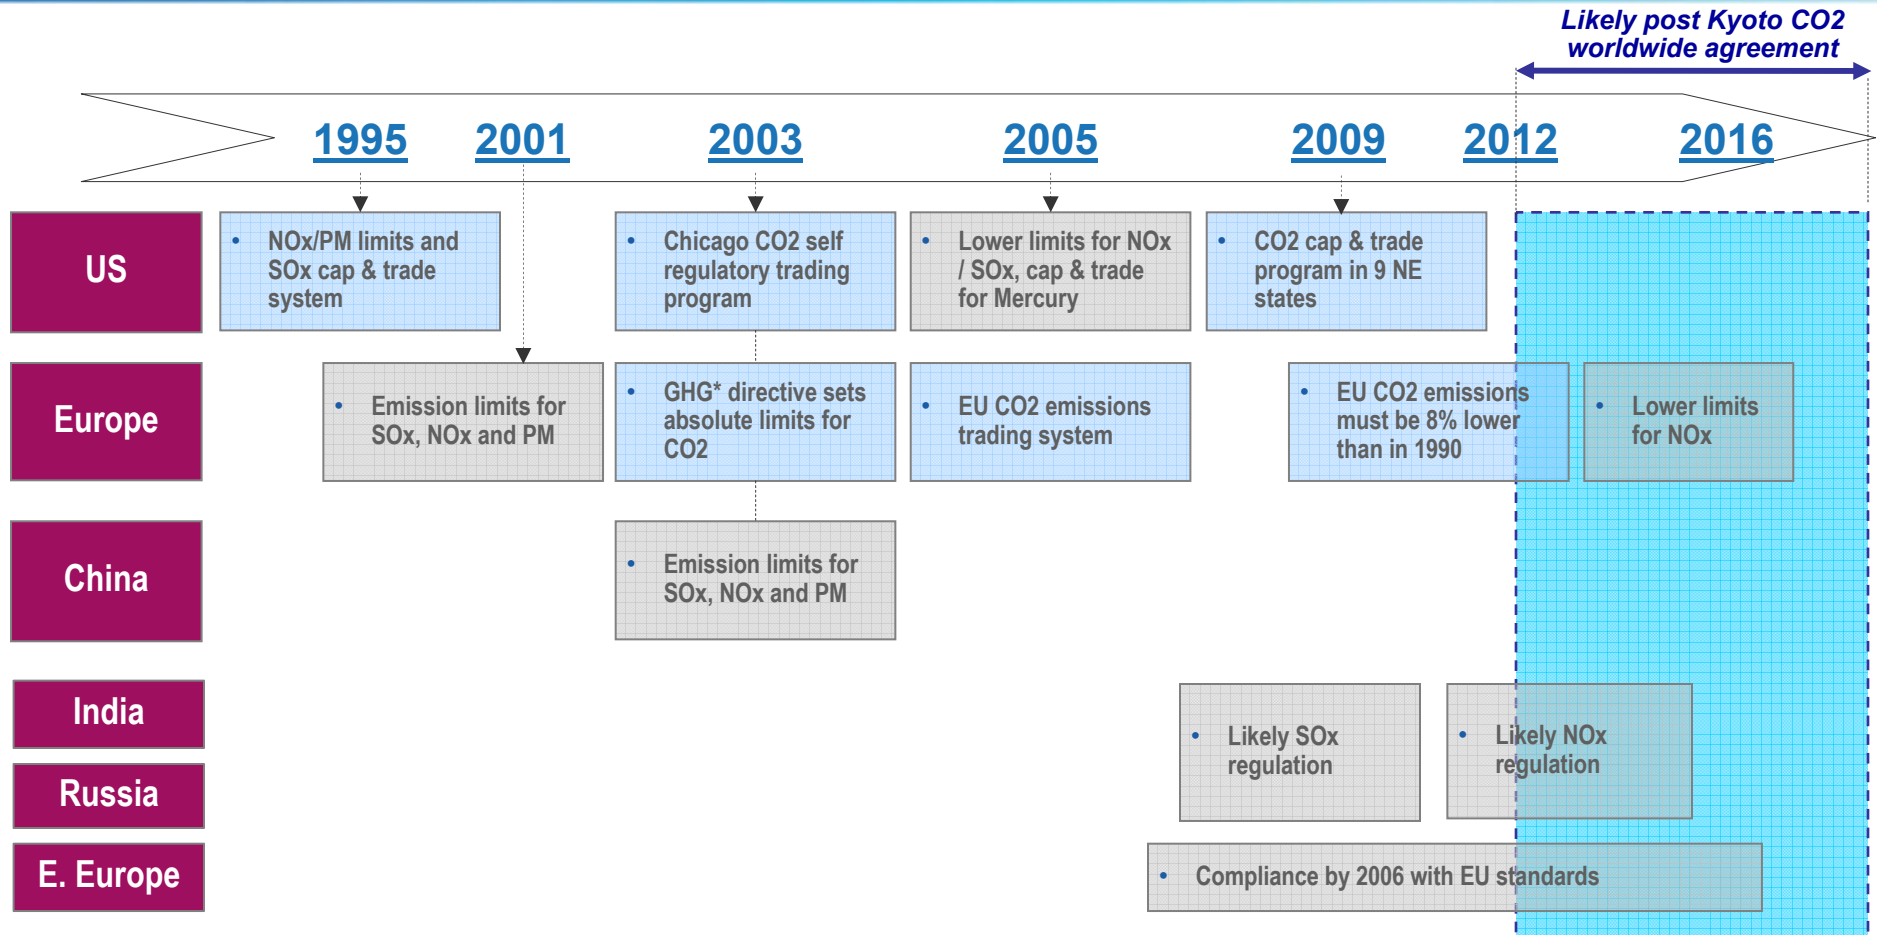 Likely post Kyoto CO2
worldwide agreement
1995 2001 2003 2005 2009 2012 2016
US
• NOx/PM limits and
SOx cap & trade
system
• Chicago CO2 self
regulatory trading
program
• Lower limits for NOx
/ SOx, cap & trade
for Mercury
• CO2 cap & trade
program in 9 NE
states
Europe
• Emission limits for
SOx, NOx and PM
• GHG* directive sets
absolute limits for
CO2
• EU CO2 emissions
trading system
• EU CO2 emissions
must be 8% lower
than in 1990
• Lower limits
for NOx
China
• Emission limits for
SOx, NOx and PM
India
• Likely SOx
regulation
• Likely NOx
regulation
Russia
E. Europe
• Compliance by 2006 with EU standards